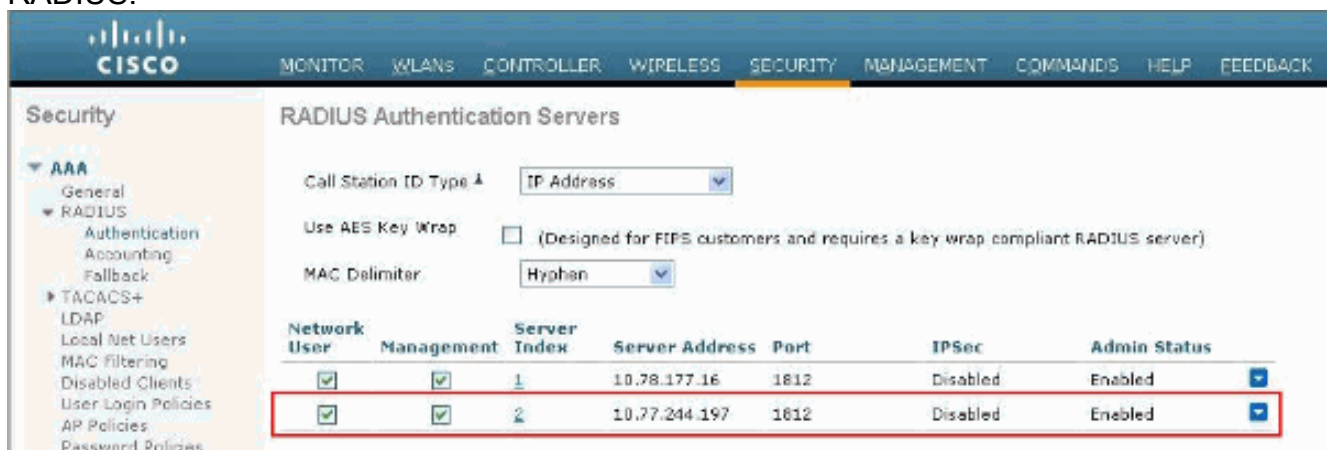 RADIUS.
CISCO
MONITOR WLANs CONTROLLER WIRELESS SECURITY MANAGEMENT COMMANDS HELP FEEDBACK
Security
AAA
General
RADIUS
Authentication
Accounting
Fallback
TACACS+
LDAP
Local Net Users
MAC Filtering
Disabled Clients
User Login Policies
AP Policies
Password Policies
RADIUS Authentication Servers
Call Station ID Type 1 IP Address
Use AES Key Wrap (Designed for FIPS customers and requires a key wrap compliant RADIUS server)
MAC Delimiter Hyphen
Network User Management Server Index Server Address Port IPSec Admin Status
1 10.78.177.16 1812 Disabled Enabled
2 10.77.244.197 1812 Disabled Enabled